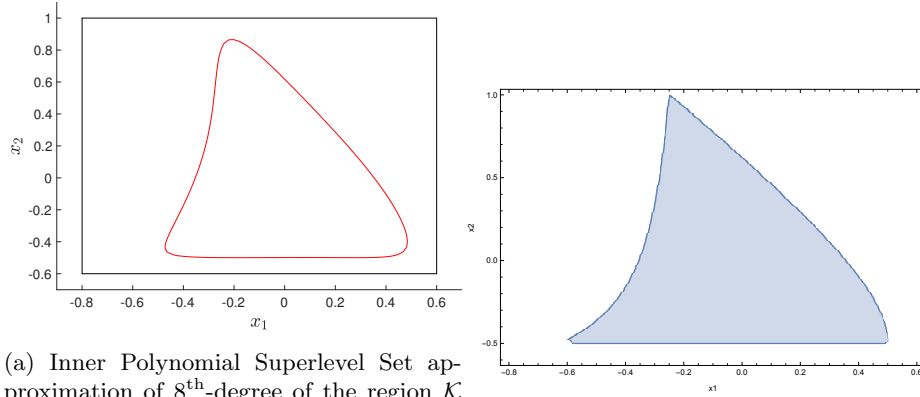 1
0.8
0.6
0.4
0.2
0
-0.2
-0.4
-0.6
x2
-0.8 -0.6 -0.4 -0.2 0 0.2 0.4 0.6
x1
(a) Inner Polynomial Superlevel Set ap-
proximation of 8th-degree of the region K
1.0
0.5
0.0
-0.5
x2
-0.8 -0.6 -0.4 -0.2 0.0 0.2 0.4 0.6
x1